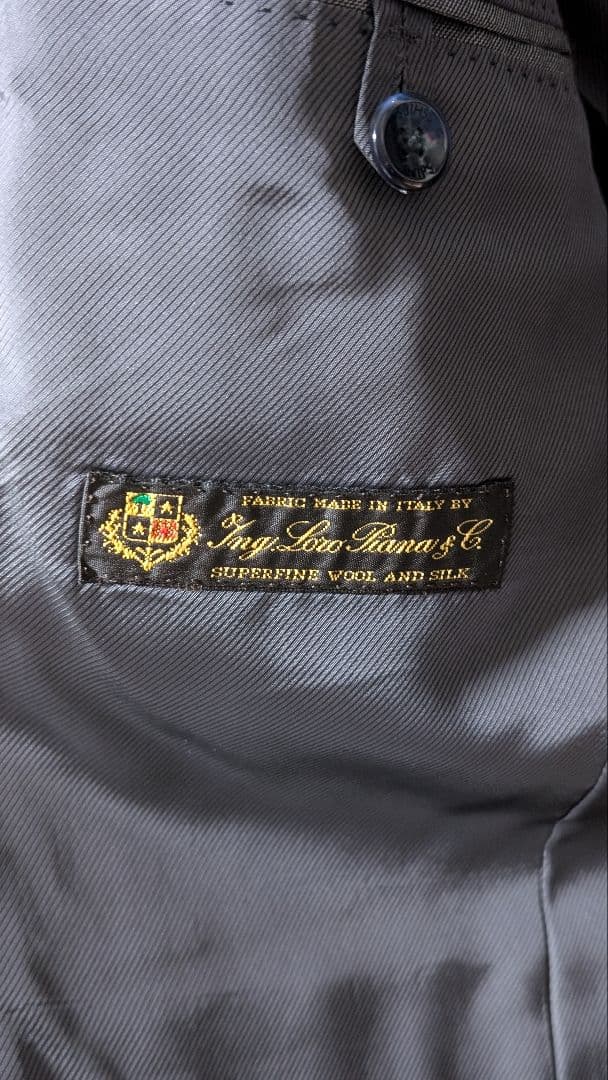 FABRIC MADE IN ITALY BY
Ing. Loro Piana & C.
SUPERFINE WOOL AND SILK